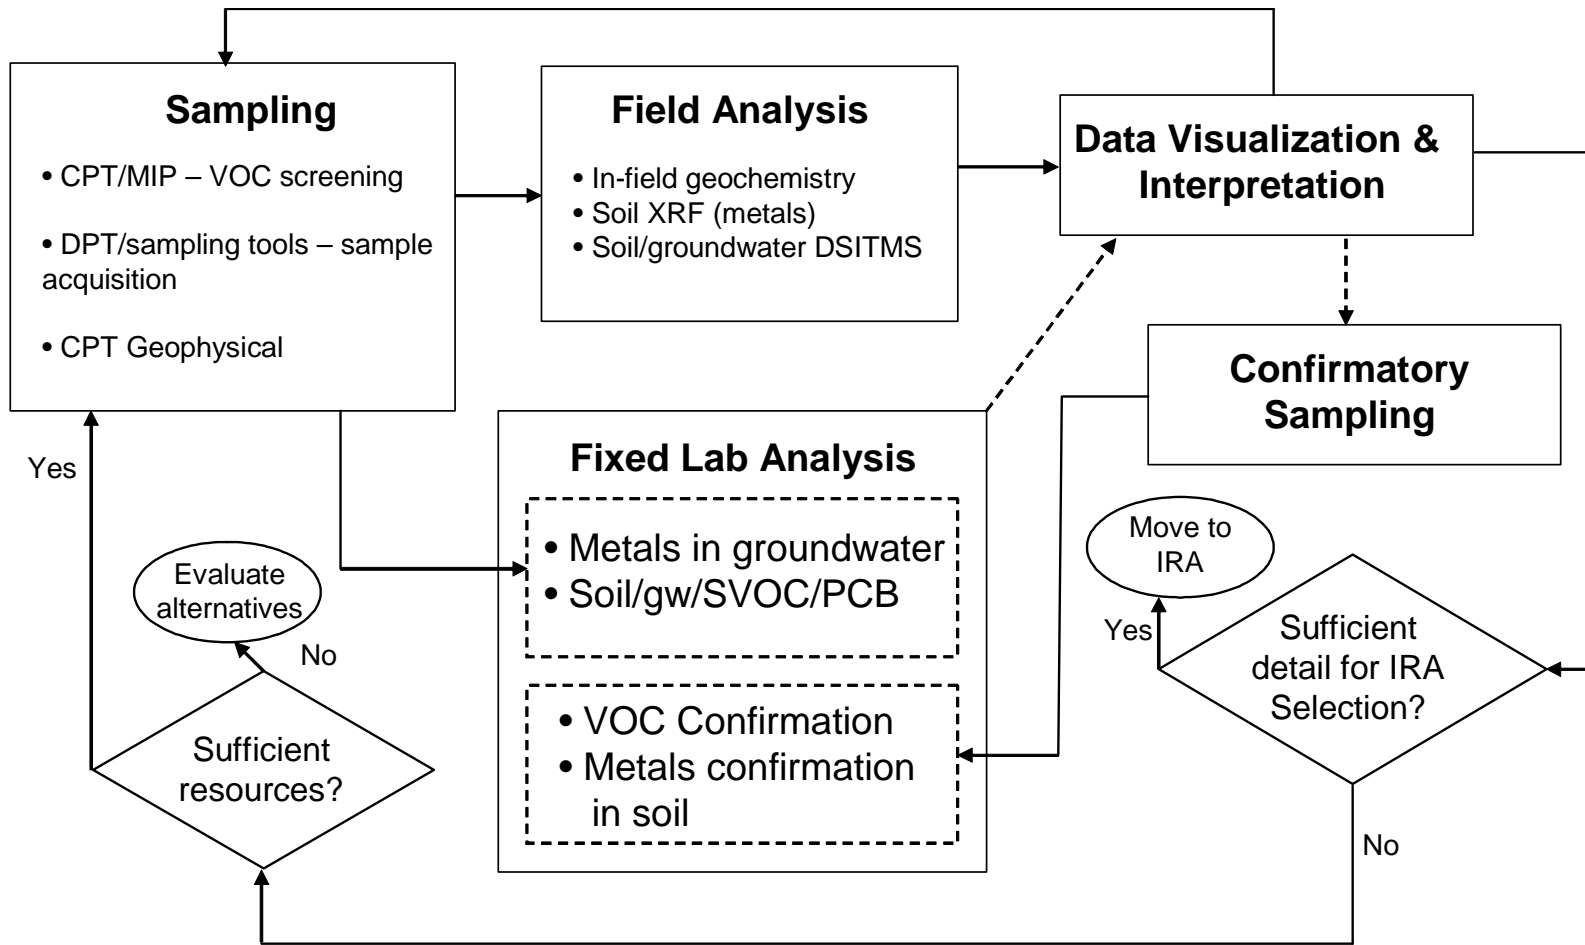 Sampling
• CPT/MIP – VOC screening
• DPT/sampling tools – sample
acquisition
• CPT Geophysical
Field Analysis
• In-field geochemistry
• Soil XRF (metals)
• Soil/groundwater DSITMS
Data Visualization &
Interpretation
Confirmatory
Sampling
Fixed Lab Analysis
• Metals in groundwater
• Soil/gw/SVOC/PCB
• VOC Confirmation
• Metals confirmation
in soil
Yes
Evaluate
alternatives
No
Sufficient
resources?
Move to
IRA
Yes
Sufficient
detail for IRA
Selection?
No